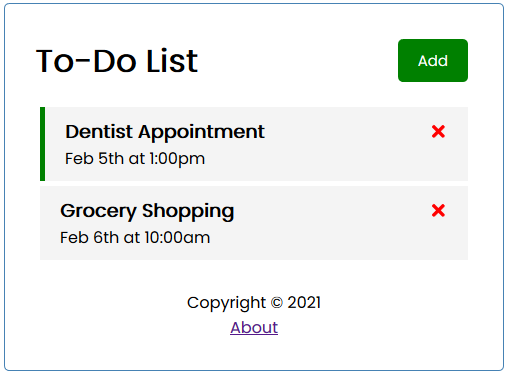 To-Do List
Add
Dentist Appointment
Feb 5th at 1:00pm
Grocery Shopping
Feb 6th at 10:00am
Copyright © 2021
About